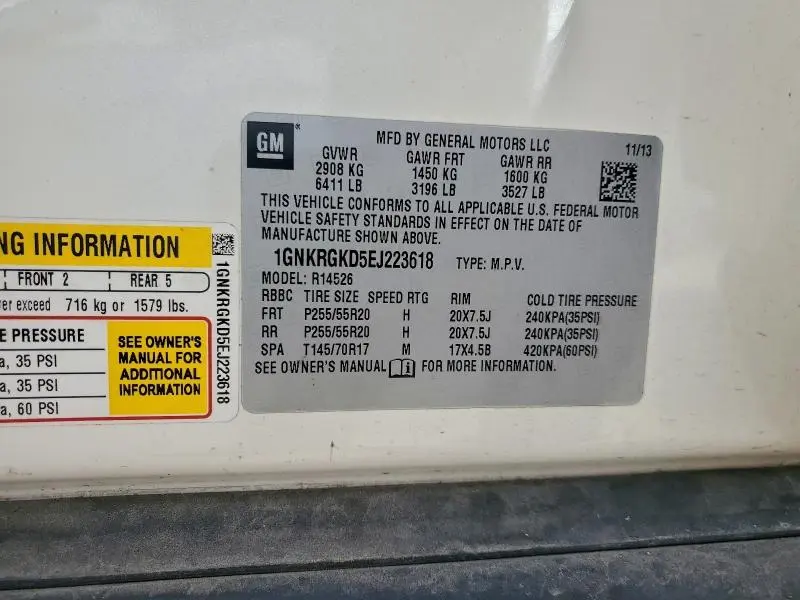 GM
MFD BY GENERAL MOTORS LLC
11/13
GVWR GAWR FRT GAWR RR
2908 KG 1450 KG 1600 KG
6411 LB 3196 LB 3527 LB
THIS VEHICLE CONFORMS TO ALL APPLICABLE U.S. FEDERAL MOTOR
VEHICLE SAFETY STANDARDS IN EFFECT ON THE DATE OF
MANUFACTURE SHOWN ABOVE.
1GNKRGKD5EJ223618 TYPE: M.P.V.
MODEL: R14526
RBBC TIRE SIZE SPEED RTG RIM COLD TIRE PRESSURE
FRT P255/55R20 H 20X7.5J 240KPA(35PSI)
RR P255/55R20 H 20X7.5J 240KPA(35PSI)
SPA T145/70R17 M 17X4.5B 420KPA(60PSI)
SEE OWNER'S MANUAL FOR MORE INFORMATION.
NG INFORMATION
FRONT 2 REAR 5
er exceed 716 kg or 1579 lbs.
E PRESSURE
a, 35 PSI
a, 35 PSI
a, 60 PSI
SEE OWNER'S
MANUAL FOR
ADDITIONAL
INFORMATION
1GNKRGKD5EJ223618